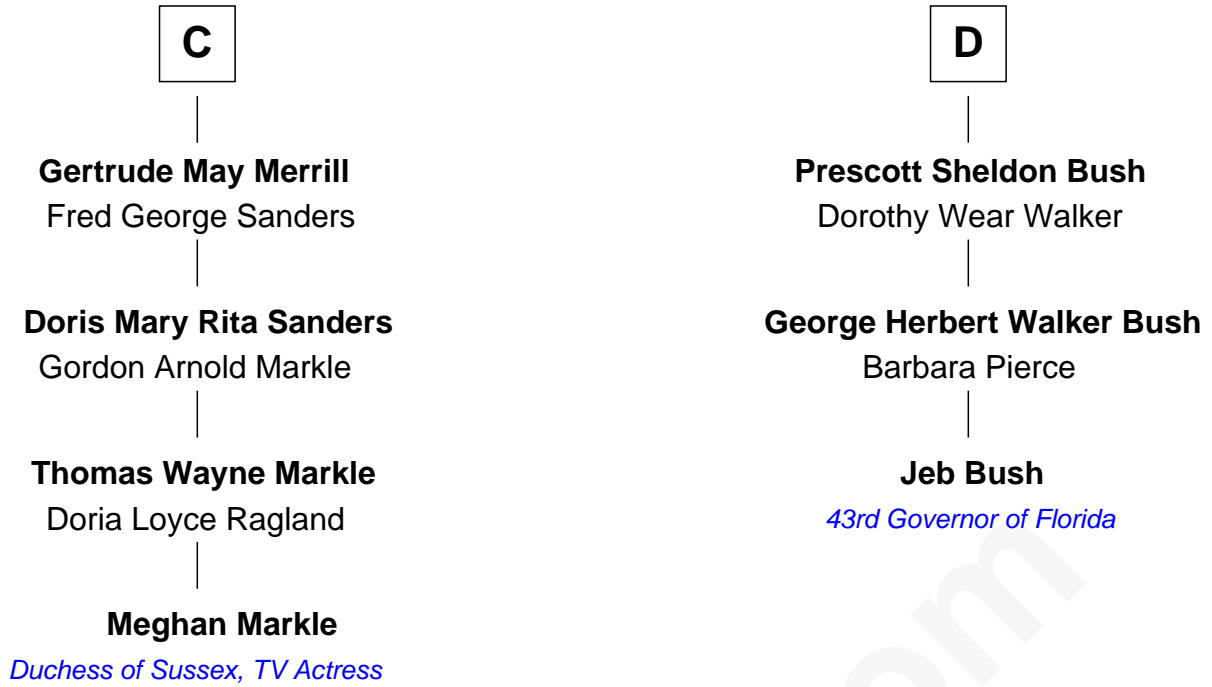 C
Gertrude May Merrill
Fred George Sanders
Doris Mary Rita Sanders
Gordon Arnold Markle
Thomas Wayne Markle
Doria Loyce Ragland
Meghan Markle
Duchess of Sussex, TV Actress
D
Prescott Sheldon Bush
Dorothy Wear Walker
George Herbert Walker Bush
Barbara Pierce
Jeb Bush
43rd Governor of Florida
om